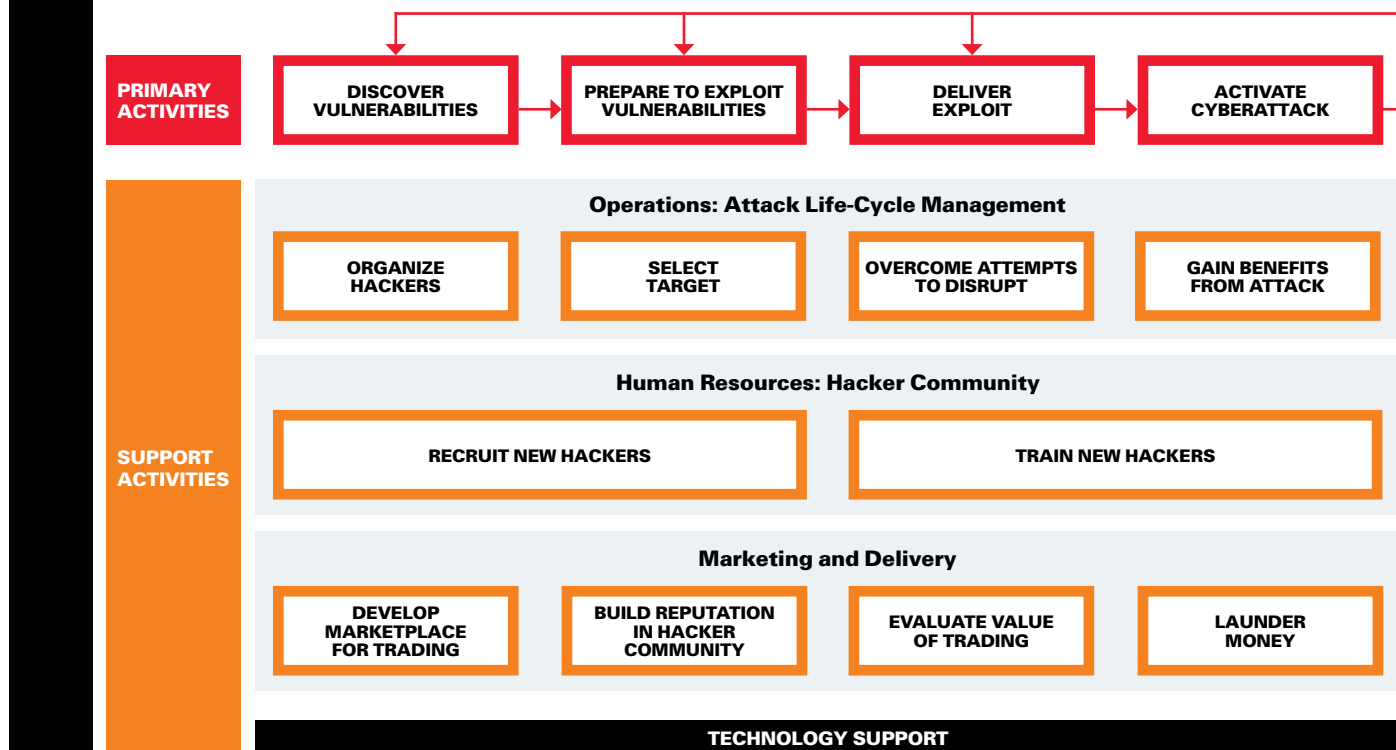 PRIMARY
ACTIVITIES
DISCOVER
VULNERABILITIES
PREPARE TO EXPLOIT
VULNERABILITIES
DELIVER
EXPLOIT
ACTIVATE
CYBERATTACK
SUPPORT
ACTIVITIES
Operations: Attack Life-Cycle Management
ORGANIZE
HACKERS
SELECT
TARGET
OVERCOME ATTEMPTS
TO DISRUPT
GAIN BENEFITS
FROM ATTACK
Human Resources: Hacker Community
RECRUIT NEW HACKERS
TRAIN NEW HACKERS
Marketing and Delivery
DEVELOP
MARKETPLACE
FOR TRADING
BUILD REPUTATION
IN HACKER
COMMUNITY
EVALUATE VALUE
OF TRADING
LAUNDER
MONEY
TECHNOLOGY SUPPORT